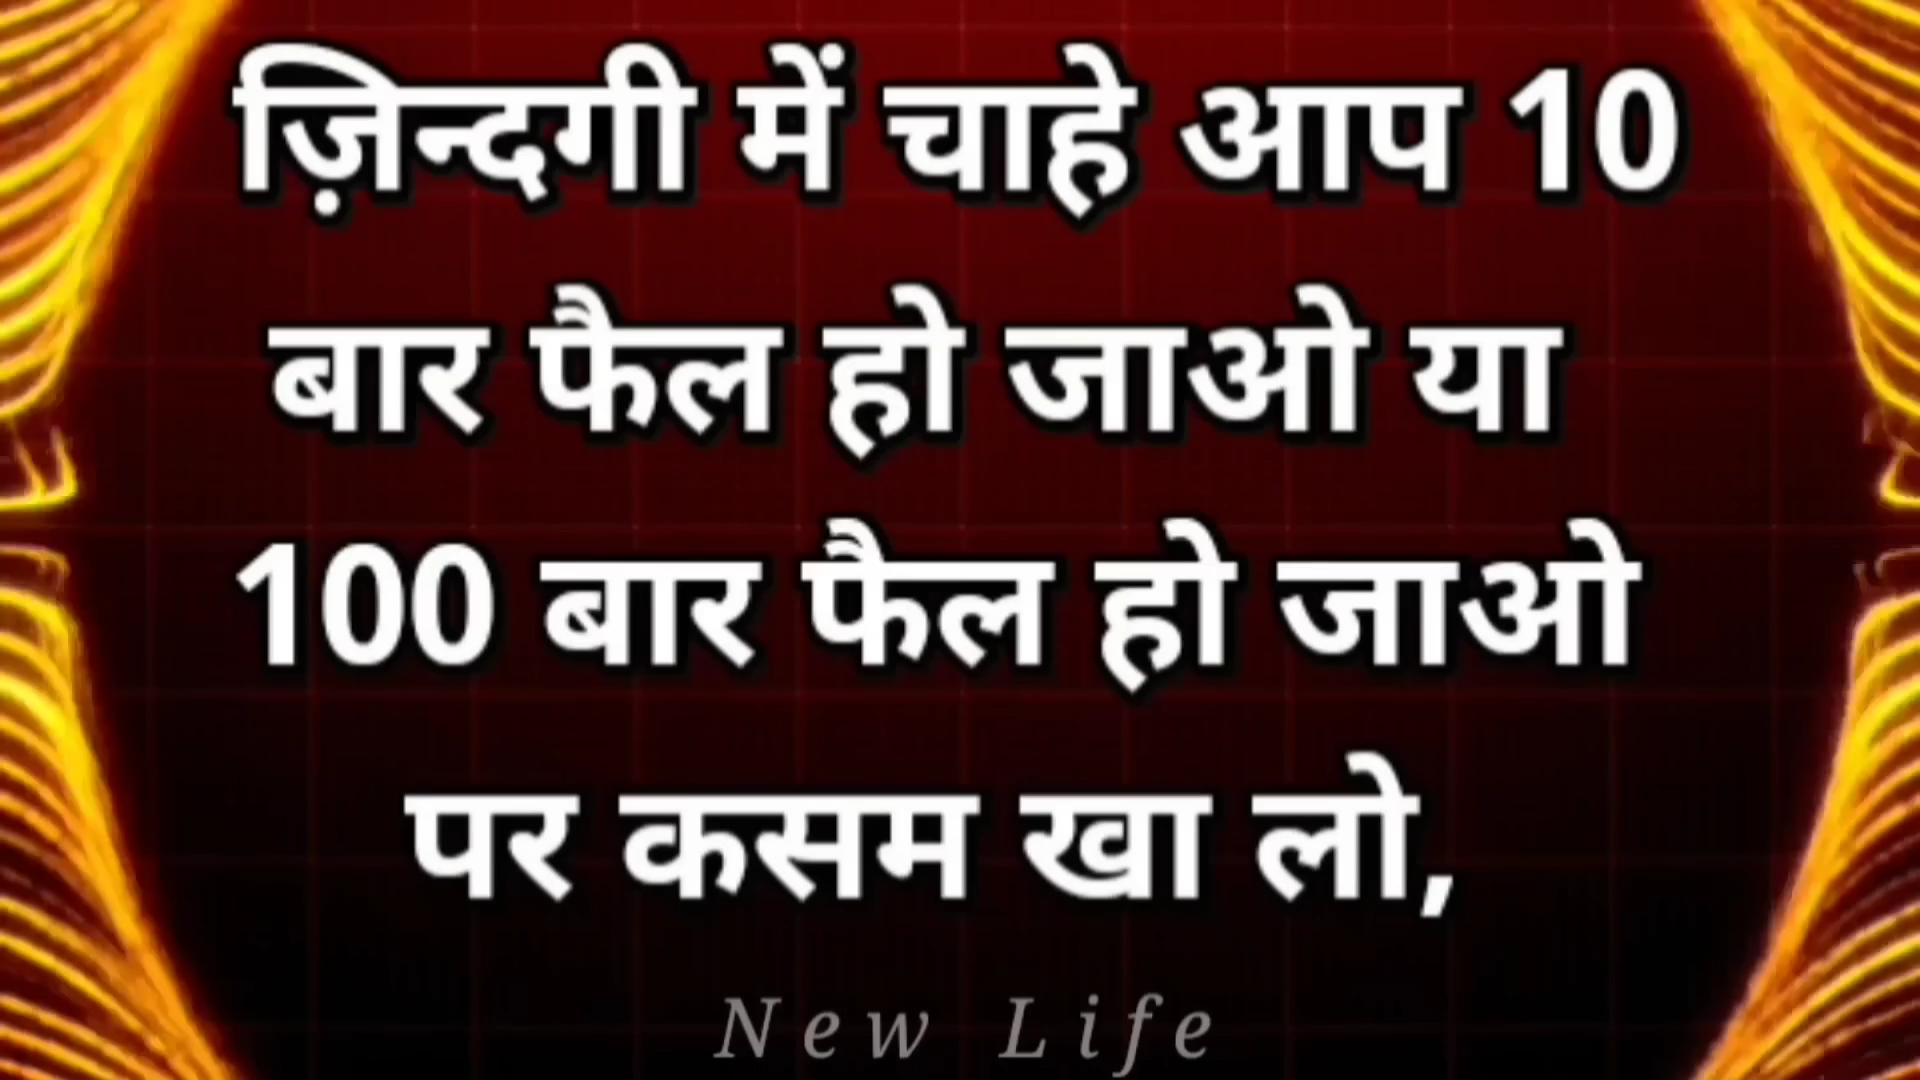 ज़िन्दगी में चाहे आप 10
बार फैल हो जाओ या
100 बार फैल हो जाओ
पर कसम खा लो,
New Life